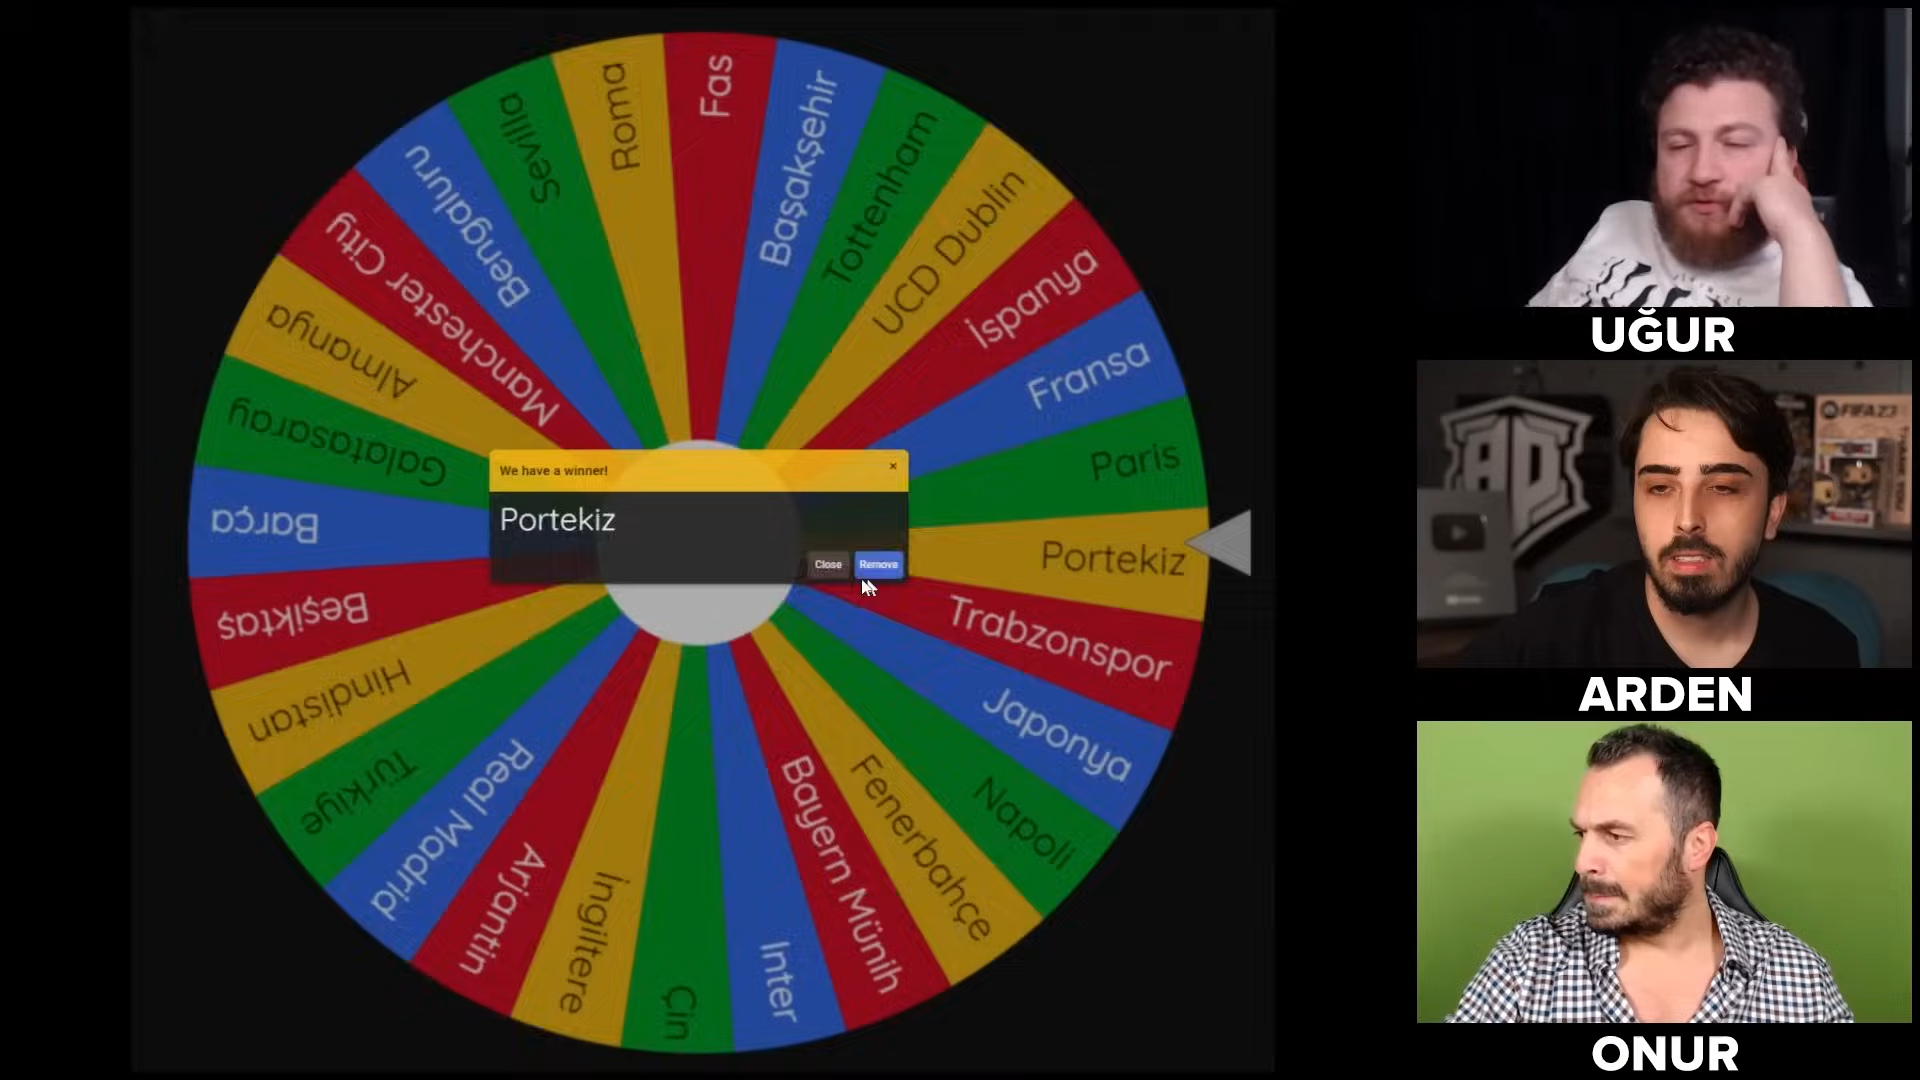 Fas
Başakşehir
Tottenham
UCD Dublin
İspanya
Fransa
Paris
Portekiz
Trabzonspor
Japonya
Napoli
Fenerbahçe
Bayern Münih
Inter
Çin
İngiltere
Arjantin
Real Madrid
Türkiye
Hindistan
Beşiktaş
Barça
Galatasaray
Almanya
Manchester City
Bengaluru
Sevilla
Roma
We have a winner!
×
Portekiz
Close
Remove
UĞUR
FIFA 23
ARDEN
ONUR